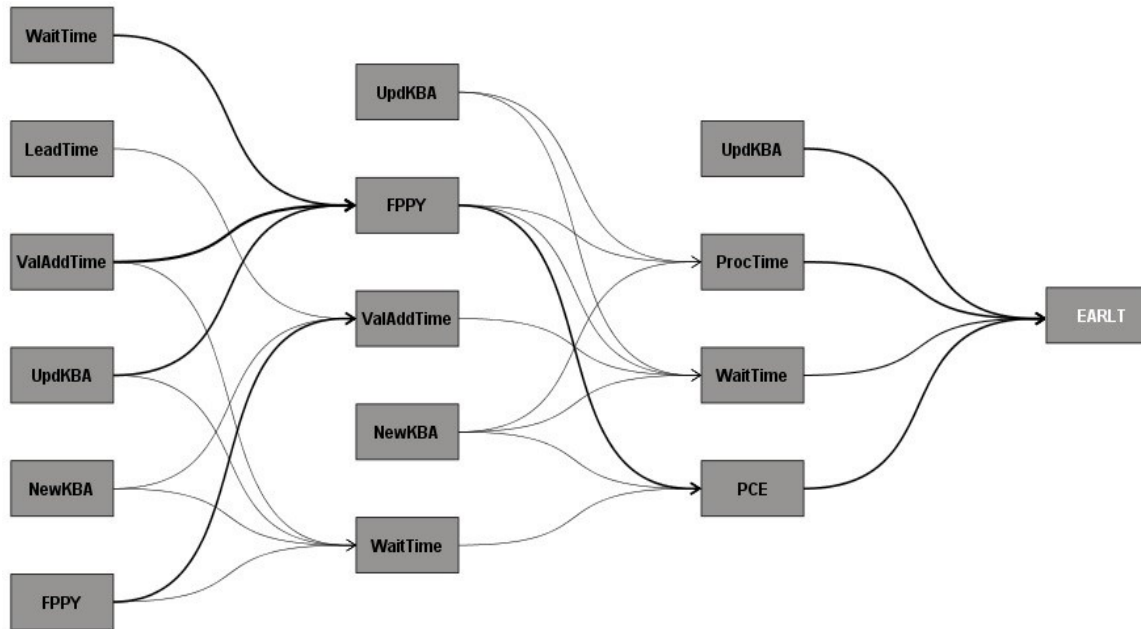 WaitTime
LeadTime
ValAddTime
UpdKBA
NewKBA
FPPY
UpdKBA
FPPY
ValAddTime
NewKBA
WaitTime
UpdKBA
ProcTime
WaitTime
PCE
EARLT